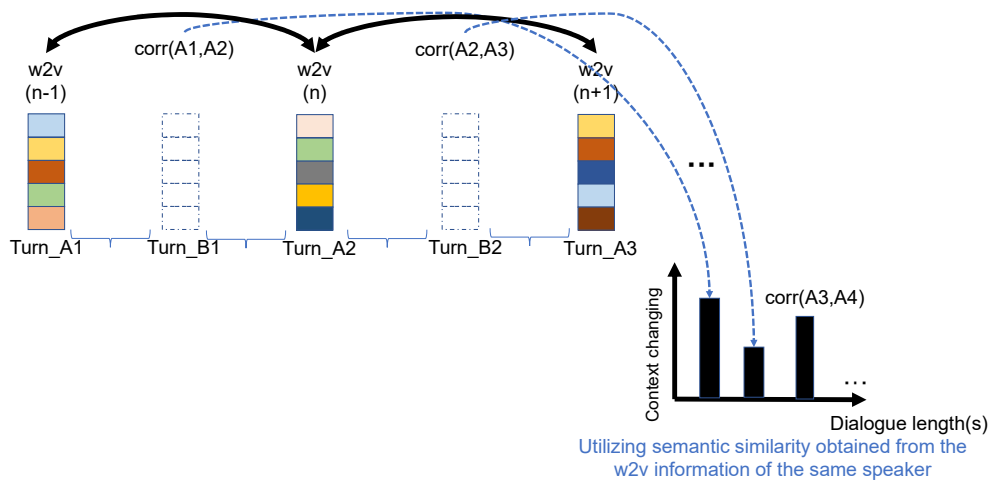 corr(A1,A2)
corr(A2,A3)
w2v
(n-1)
w2v
(n)
w2v
(n+1)
...
Turn_A1
Turn_B1
Turn_A2
Turn_B2
Turn_A3
corr(A3,A4)
Context changing
...
Dialogue length(s)
Utilizing semantic similarity obtained from the
w2v information of the same speaker